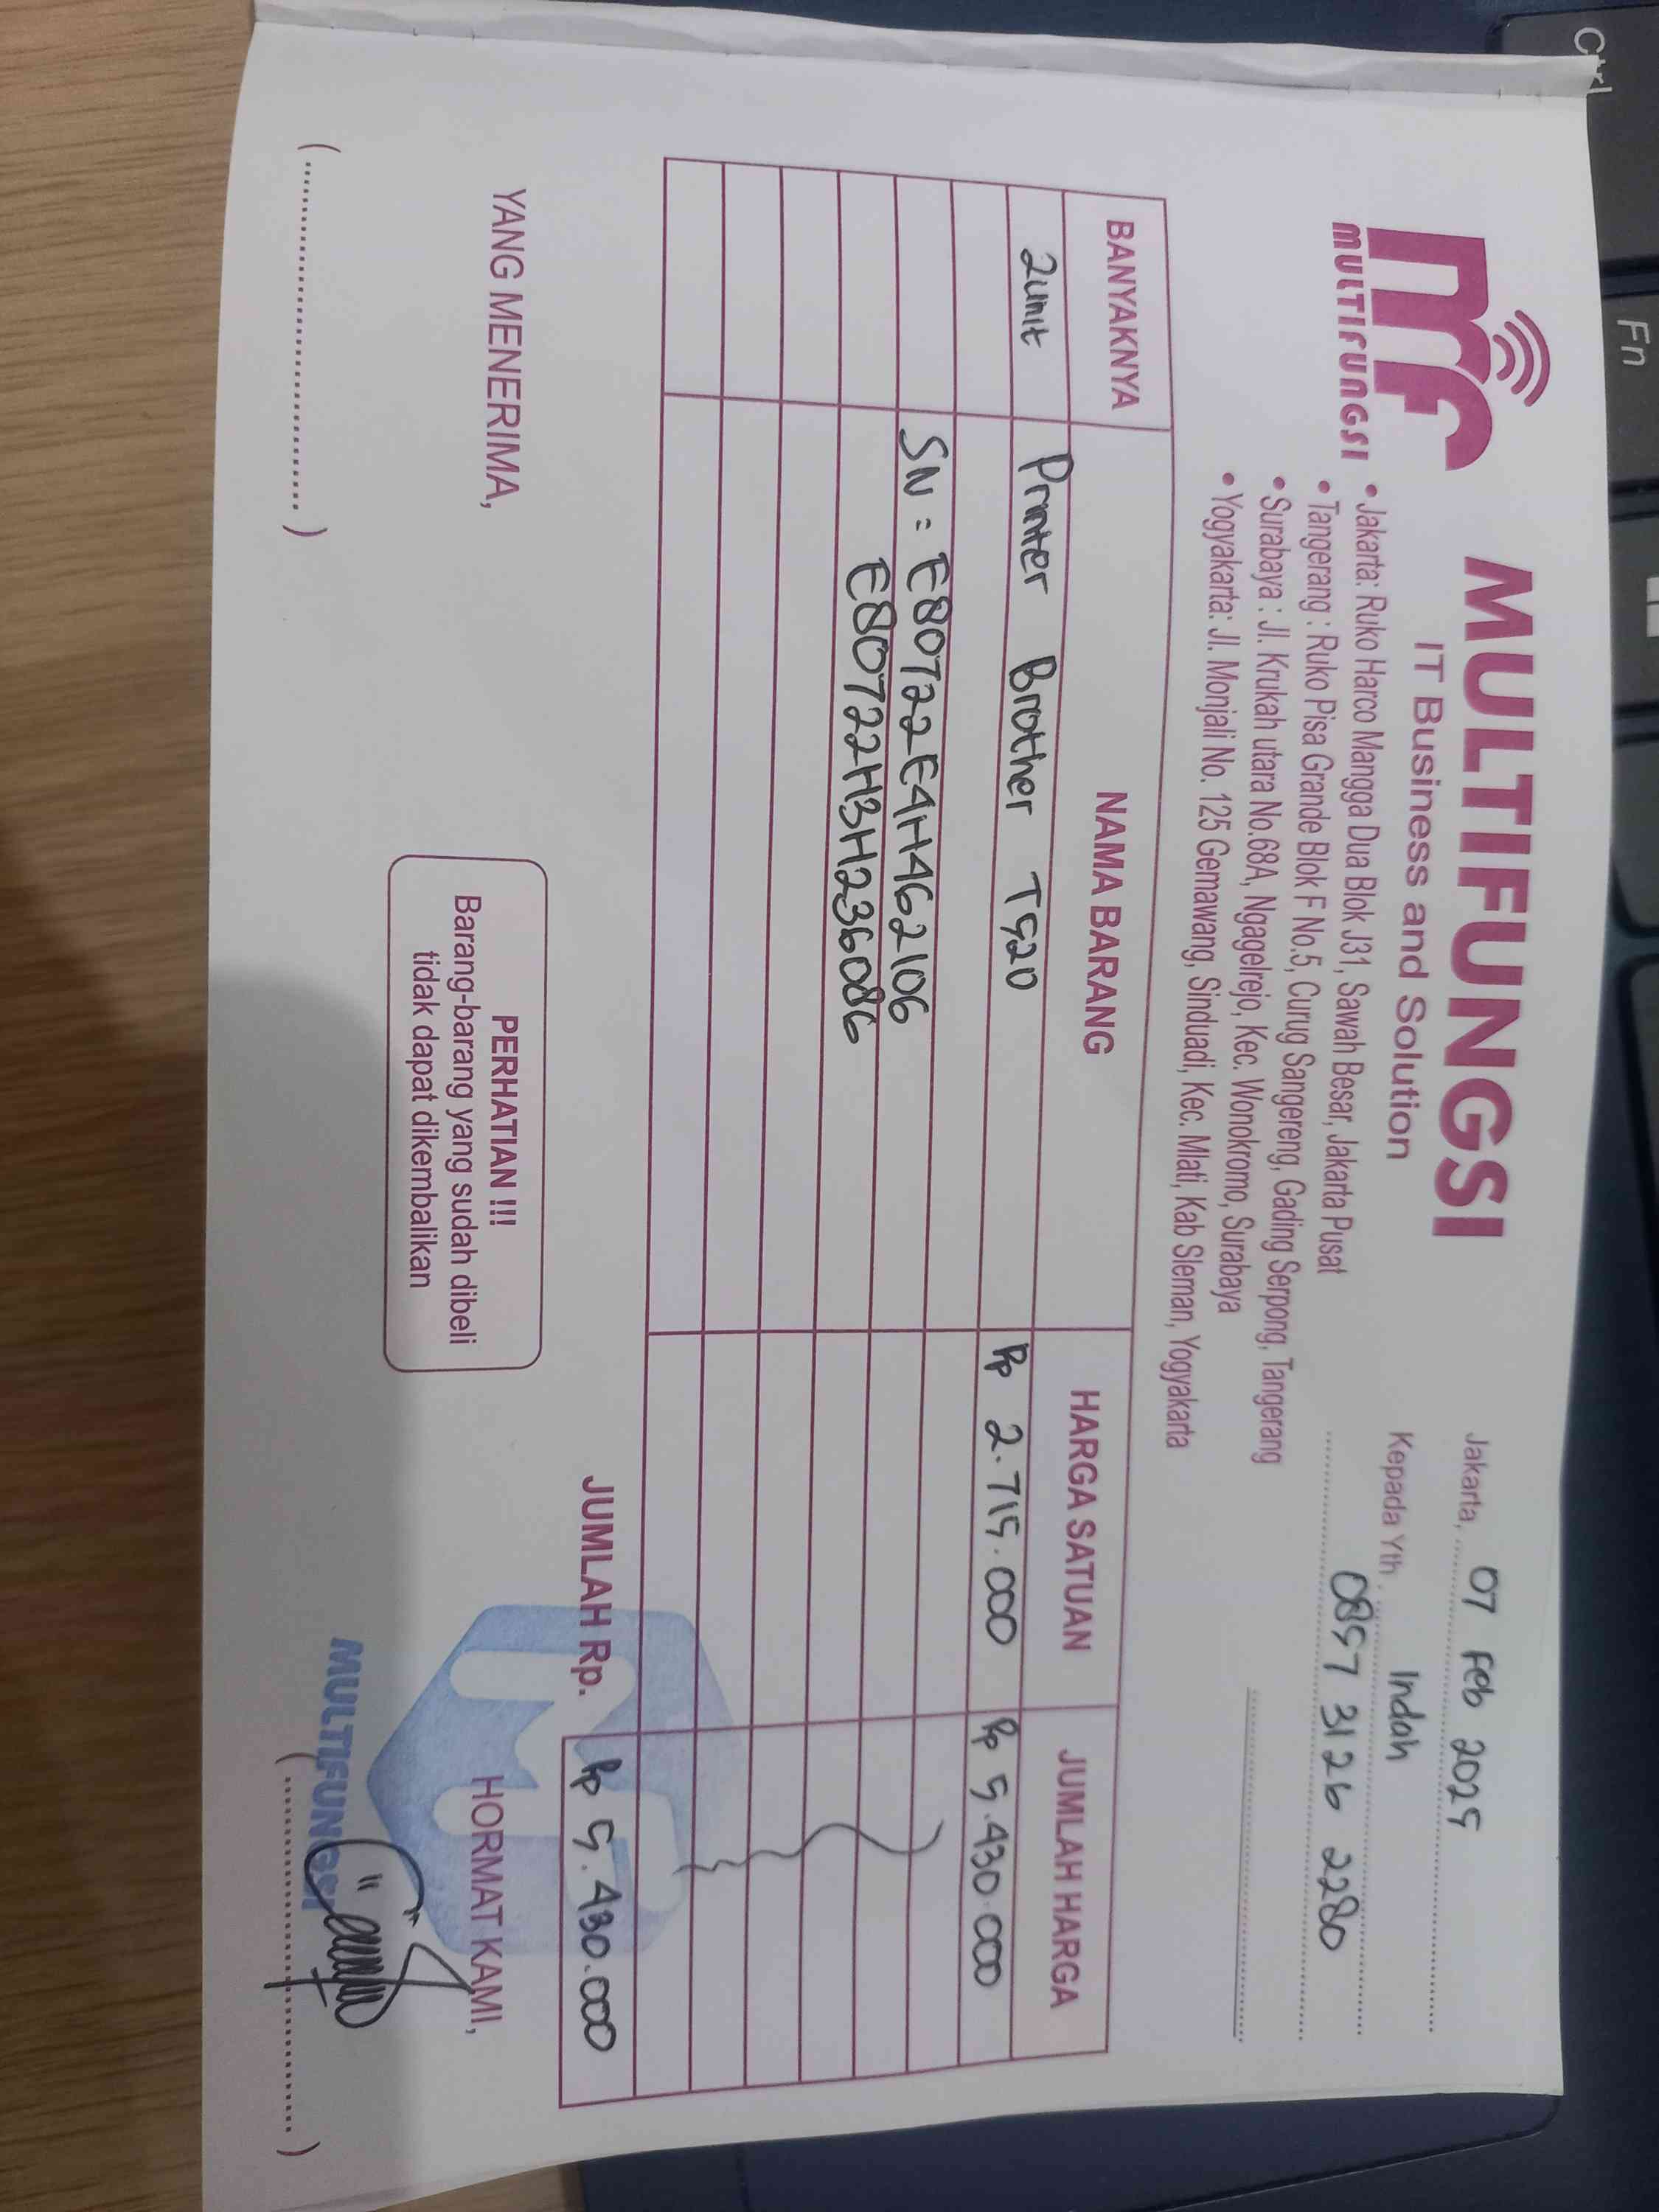 MULTIFUNGSI
MULTIFUNGSI
IT Business and Solution
• Jakarta: Ruko Harco Mangga Dua Blok J31, Sawah Besar, Jakarta Pusat
• Tangerang : Ruko Pisa Grande Blok F No.5, Curug Sangereng, Gading Serpong, Tangerang
• Surabaya : Jl. Krukah utara No.68A, Ngagelrejo, Kec. Wonokromo, Surabaya
• Yogyakarta: Jl. Monjali No. 125 Gemawang, Sinduadi, Kec. Mlati, Kab Sleman, Yogyakarta
Jakarta, 07 Feb 2025
Kepada Yth. Indah
0857 3126 2280
BANYAKNYA NAMA BARANG HARGA SATUAN JUMLAH HARGA
2unit Printer Brother T920 Rp 2.715.000 Rp 5.430.000
SN : E80722E4H462106
E80722H3H236086
JUMLAH Rp. Rp 5.430.000
YANG MENERIMA,
PERHATIAN !!!
Barang-barang yang sudah dibeli
tidak dapat dikembalikan
HORMAT KAMI,
MULTIFUNGSI
Ctrl
Fn